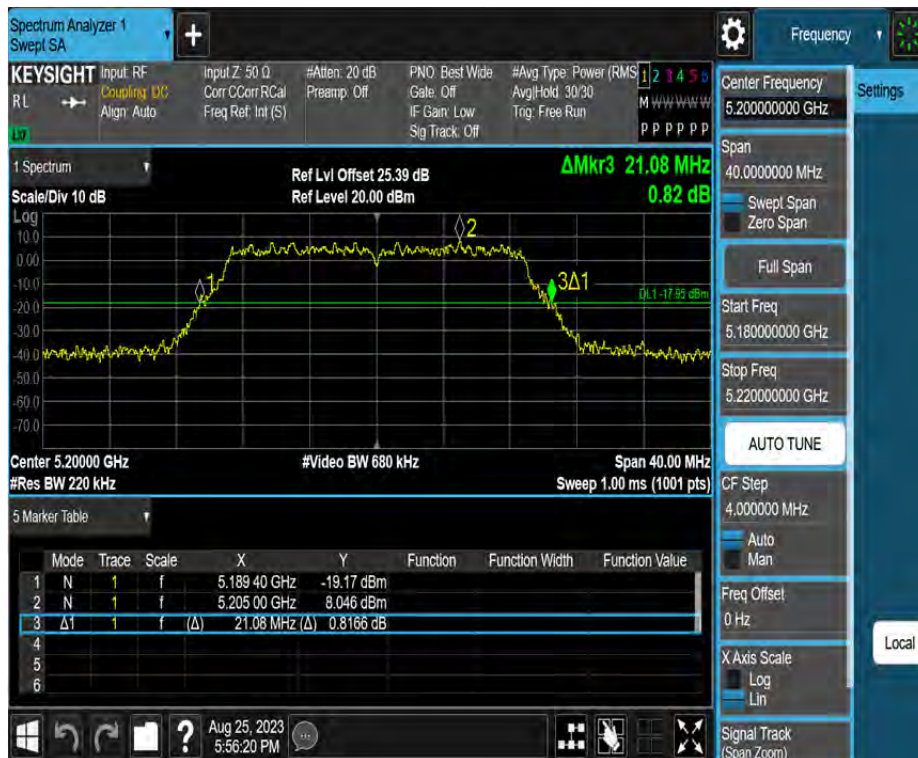 Spectrum Analyzer 1
Swept SA
Frequency
KEYSIGHT
RL
LXI
Input: RF
Coupling: DC
Align: Auto
Input Z: 50 Ω
Corr CCorr RCal
Freq Ref: Int (S)
#Atten: 20 dB
Preamp: Off
PNO: Best Wide
Gate: Off
IF Gain: Low
Sig Track: Off
#Avg Type: Power (RMS
Avg|Hold: 30/30
Trig: Free Run
1 2 3 4 5 6
M W W W W W
P P P P P P
Center Frequency
5.200000000 GHz
Settings
Span
40.0000000 MHz
Swept Span
Zero Span
Full Span
Start Freq
5.180000000 GHz
Stop Freq
5.220000000 GHz
AUTO TUNE
CF Step
4.000000 MHz
Auto
Man
Freq Offset
0 Hz
X Axis Scale
Log
Lin
Signal Track
(Span Zoom)
Local
1 Spectrum
Scale/Div 10 dB
Ref Lvl Offset 25.39 dB
Ref Level 20.00 dBm
ΔMkr3 21.08 MHz
0.82 dB
Log
10.0
0.00
-10.0
-20.0
-30.0
-40.0
-50.0
-60.0
-70.0
1
2
3Δ1
DL1 -17.95 dBm
Center 5.20000 GHz
#Video BW 680 kHz
Span 40.00 MHz
#Res BW 220 kHz
Sweep 1.00 ms (1001 pts)
5 Marker Table
Mode Trace Scale X Y Function Function Width Function Value
1 N 1 f 5.189 40 GHz -19.17 dBm
2 N 1 f 5.205 00 GHz 8.046 dBm
3 Δ1 1 f (Δ) 21.08 MHz (Δ) 0.8166 dB
4
5
6
?
Aug 25, 2023
5:56:20 PM